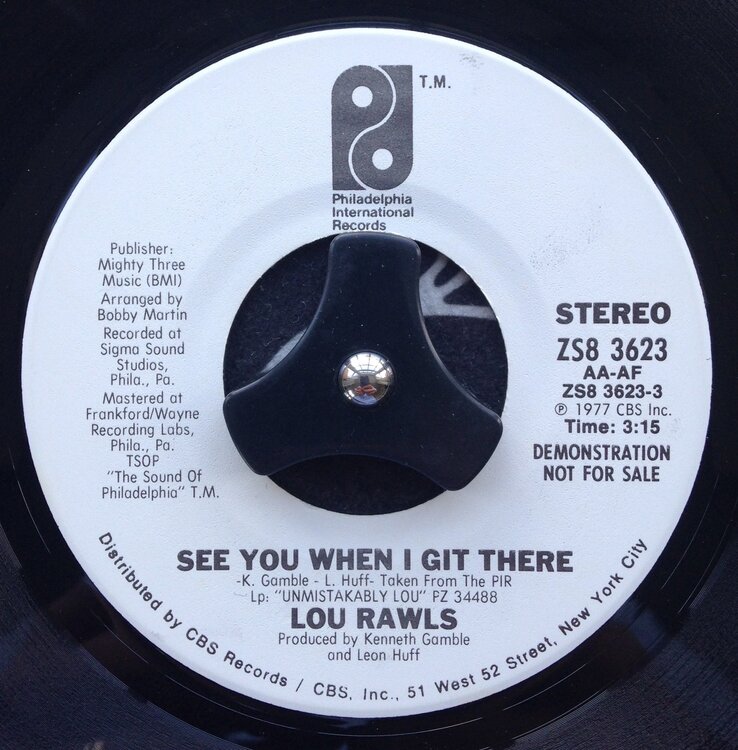 T.M.
Philadelphia
International
Records
Publisher:
Mighty Three
Music (BMI)
Arranged by
Bobby Martin
Recorded at
Sigma Sound
Studios,
Phila., Pa.
Mastered at
Frankford/Wayne
Recording Labs,
Phila., Pa.
TSOP
"The Sound Of
Philadelphia" T.M.
STEREO
ZS8 3623
AA-AF
ZS8 3623-3
℗ 1977 CBS Inc.
Time: 3:15
DEMONSTRATION
NOT FOR SALE
SEE YOU WHEN I GIT THERE
-K. Gamble - L. Huff- Taken From The PIR
Lp: "UNMISTAKABLY LOU" PZ 34488
LOU RAWLS
Produced by Kenneth Gamble
and Leon Huff
Distributed by CBS Records / CBS, Inc., 51 West 52 Street, New York City